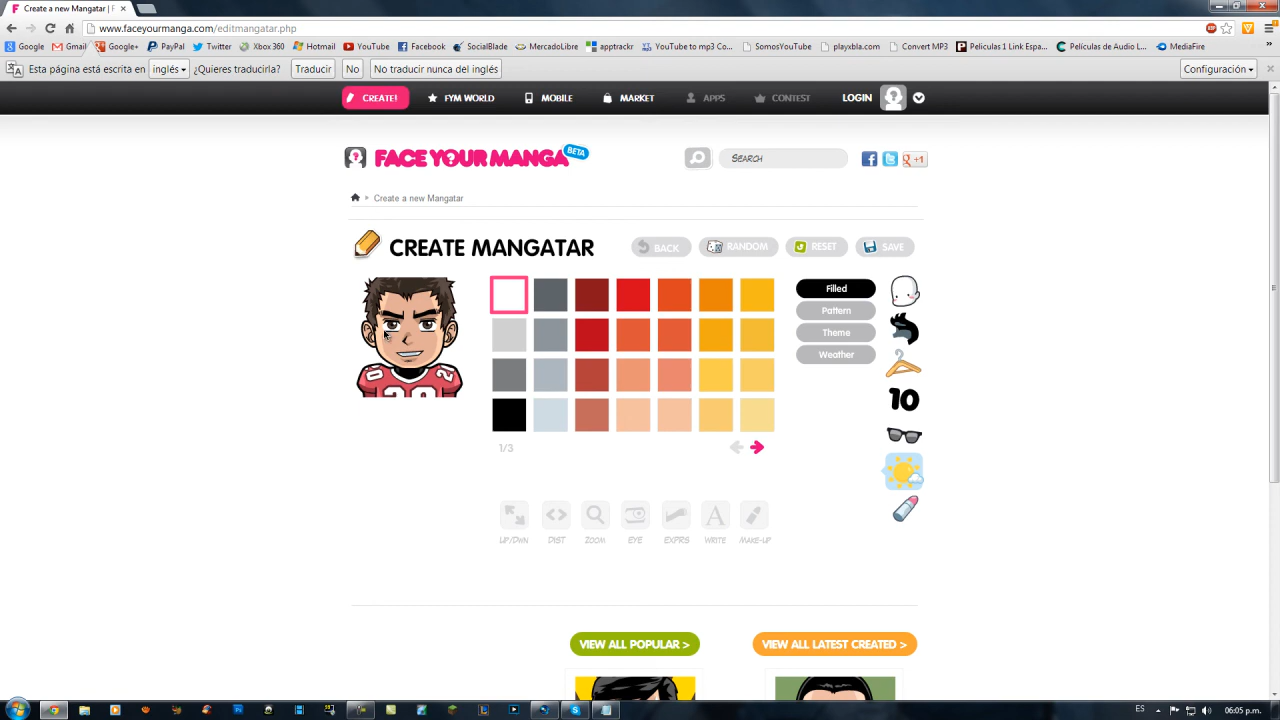 Create a new Mangatar | F
www.faceyourmanga.com/editmangatar.php
Google Gmail Google+ PayPal Twitter Xbox360 Hotmail YouTube Facebook SocialBlade MercadoLibre apptrackr YouTube to mp3 Co... SomosYouTube playxbla.com Convert MP3 Peliculas 1 Link Espa... Películas de Audio L... MediaFire »
Esta página está escrita en inglés ¿Quieres traducirla? Traducir No No traducir nunca del inglés Configuración
CREATE! FYM WORLD MOBILE MARKET APPS CONTEST LOGIN
FACE YOUR MANGA BETA SEARCH +1
Create a new Mangatar
CREATE MANGATAR BACK RANDOM RESET SAVE
Filled
Pattern
Theme
Weather
10
1/3
UP/DWN DIST ZOOM EYE EXPRS WRITE MAKE-UP
VIEW ALL POPULAR > VIEW ALL LATEST CREATED >
ES 06:05 p.m.